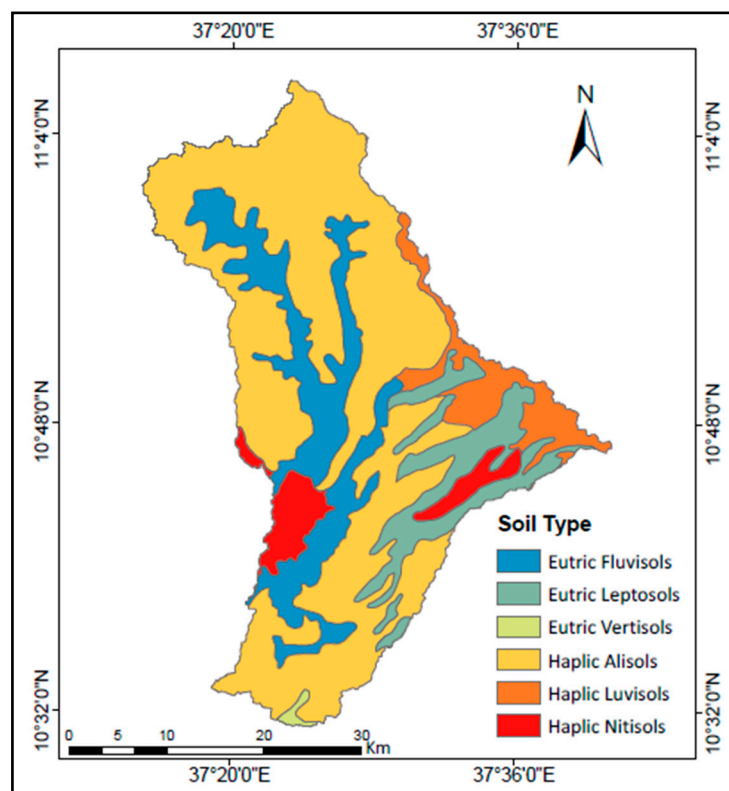 37°20'0"E 37°36'0"E
N
11°4'0"N 11°4'0"N
10°48'0"N 10°48'0"N
Soil Type
Eutric Fluvisols
Eutric Leptosols
Eutric Vertisols
Haplic Alisols
Haplic Luvisols
Haplic Nitisols
10°32'0"N 10°32'0"N
0 5 10 20 30
Km
37°20'0"E 37°36'0"E